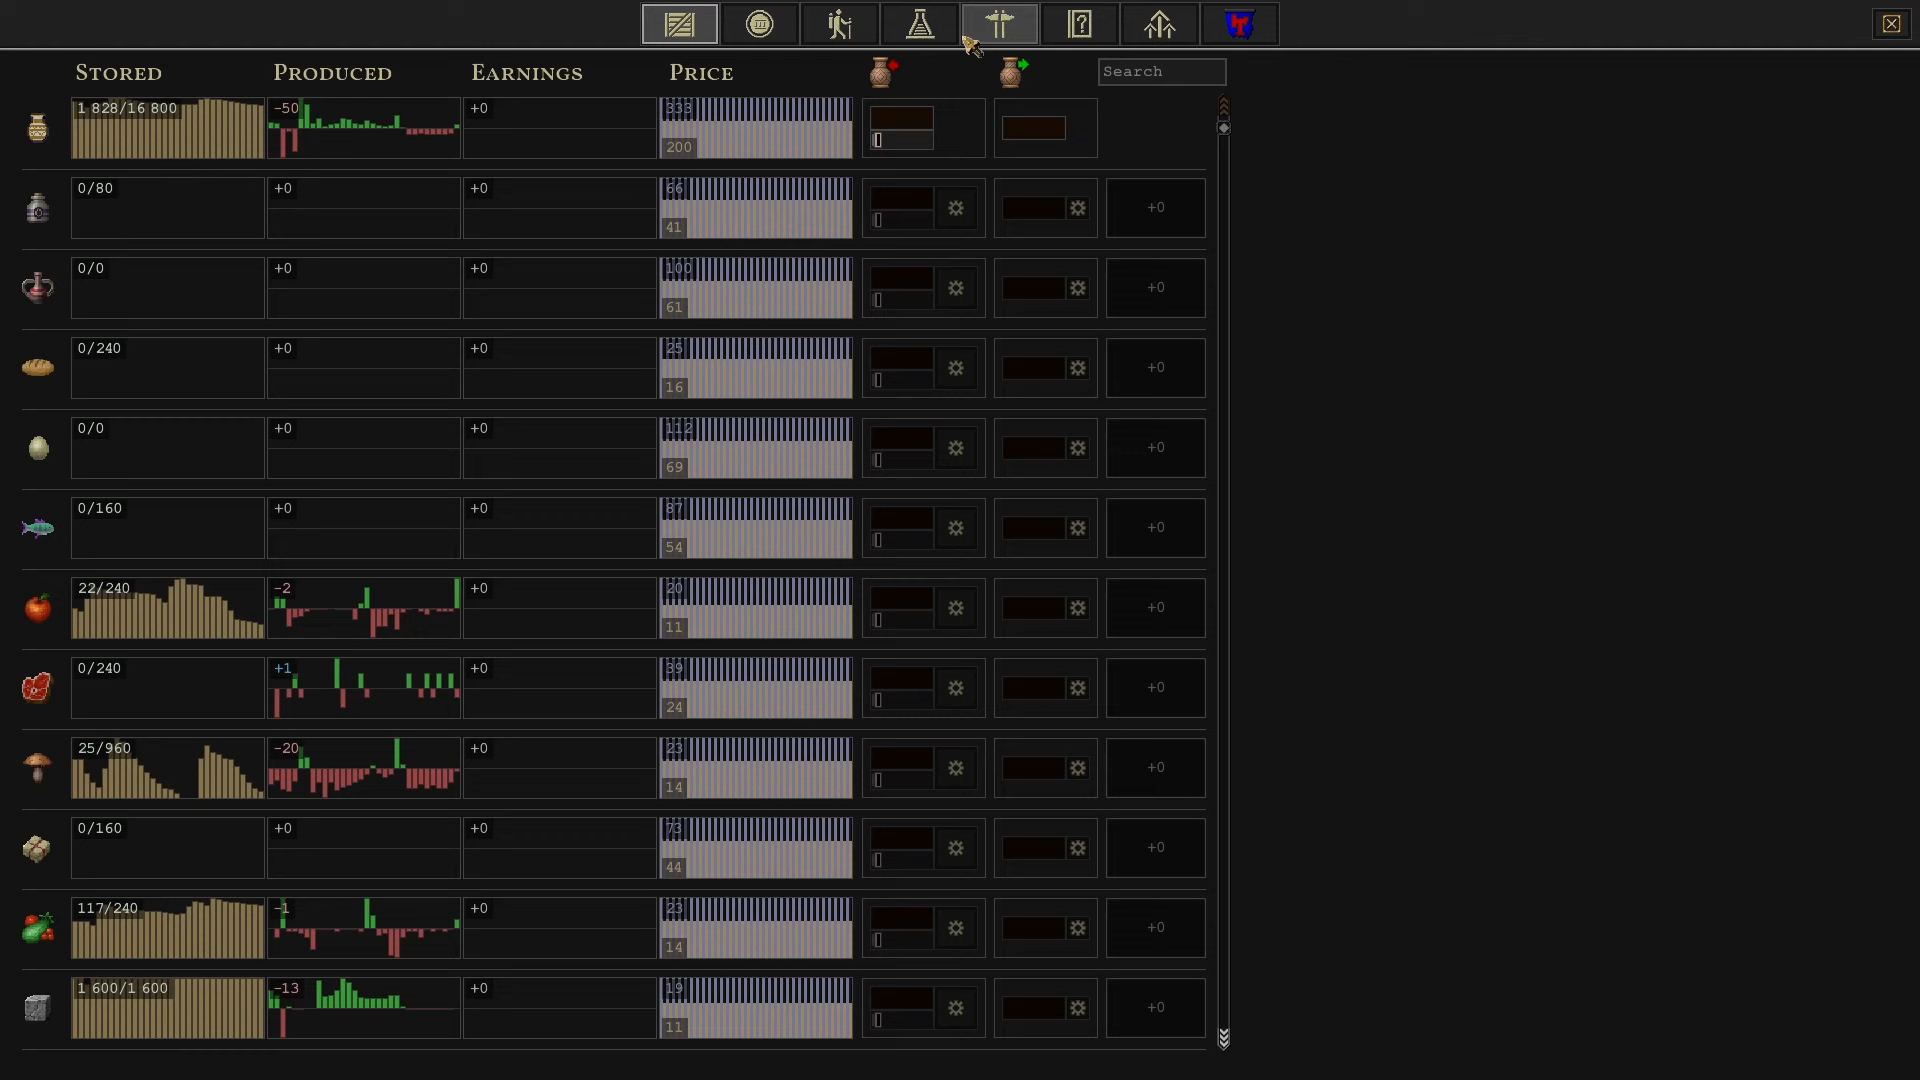 STORED PRODUCED EARNINGS PRICE Search
1 828/16 800 -50 +0 333
200
0/80 +0 +0 66
+0
41
0/0 +0 +0 100
+0
61
0/240 +0 +0 25
+0
16
0/0 +0 +0 112
+0
69
0/160 +0 +0 87
+0
54
22/240 -2 +0 20
+0
11
0/240 +1 +0 39
+0
24
25/960 -20 +0 23
+0
14
0/160 +0 +0 73
+0
44
117/240 -1 +0 23
+0
14
1 600/1 600 -13 +0 19
+0
11